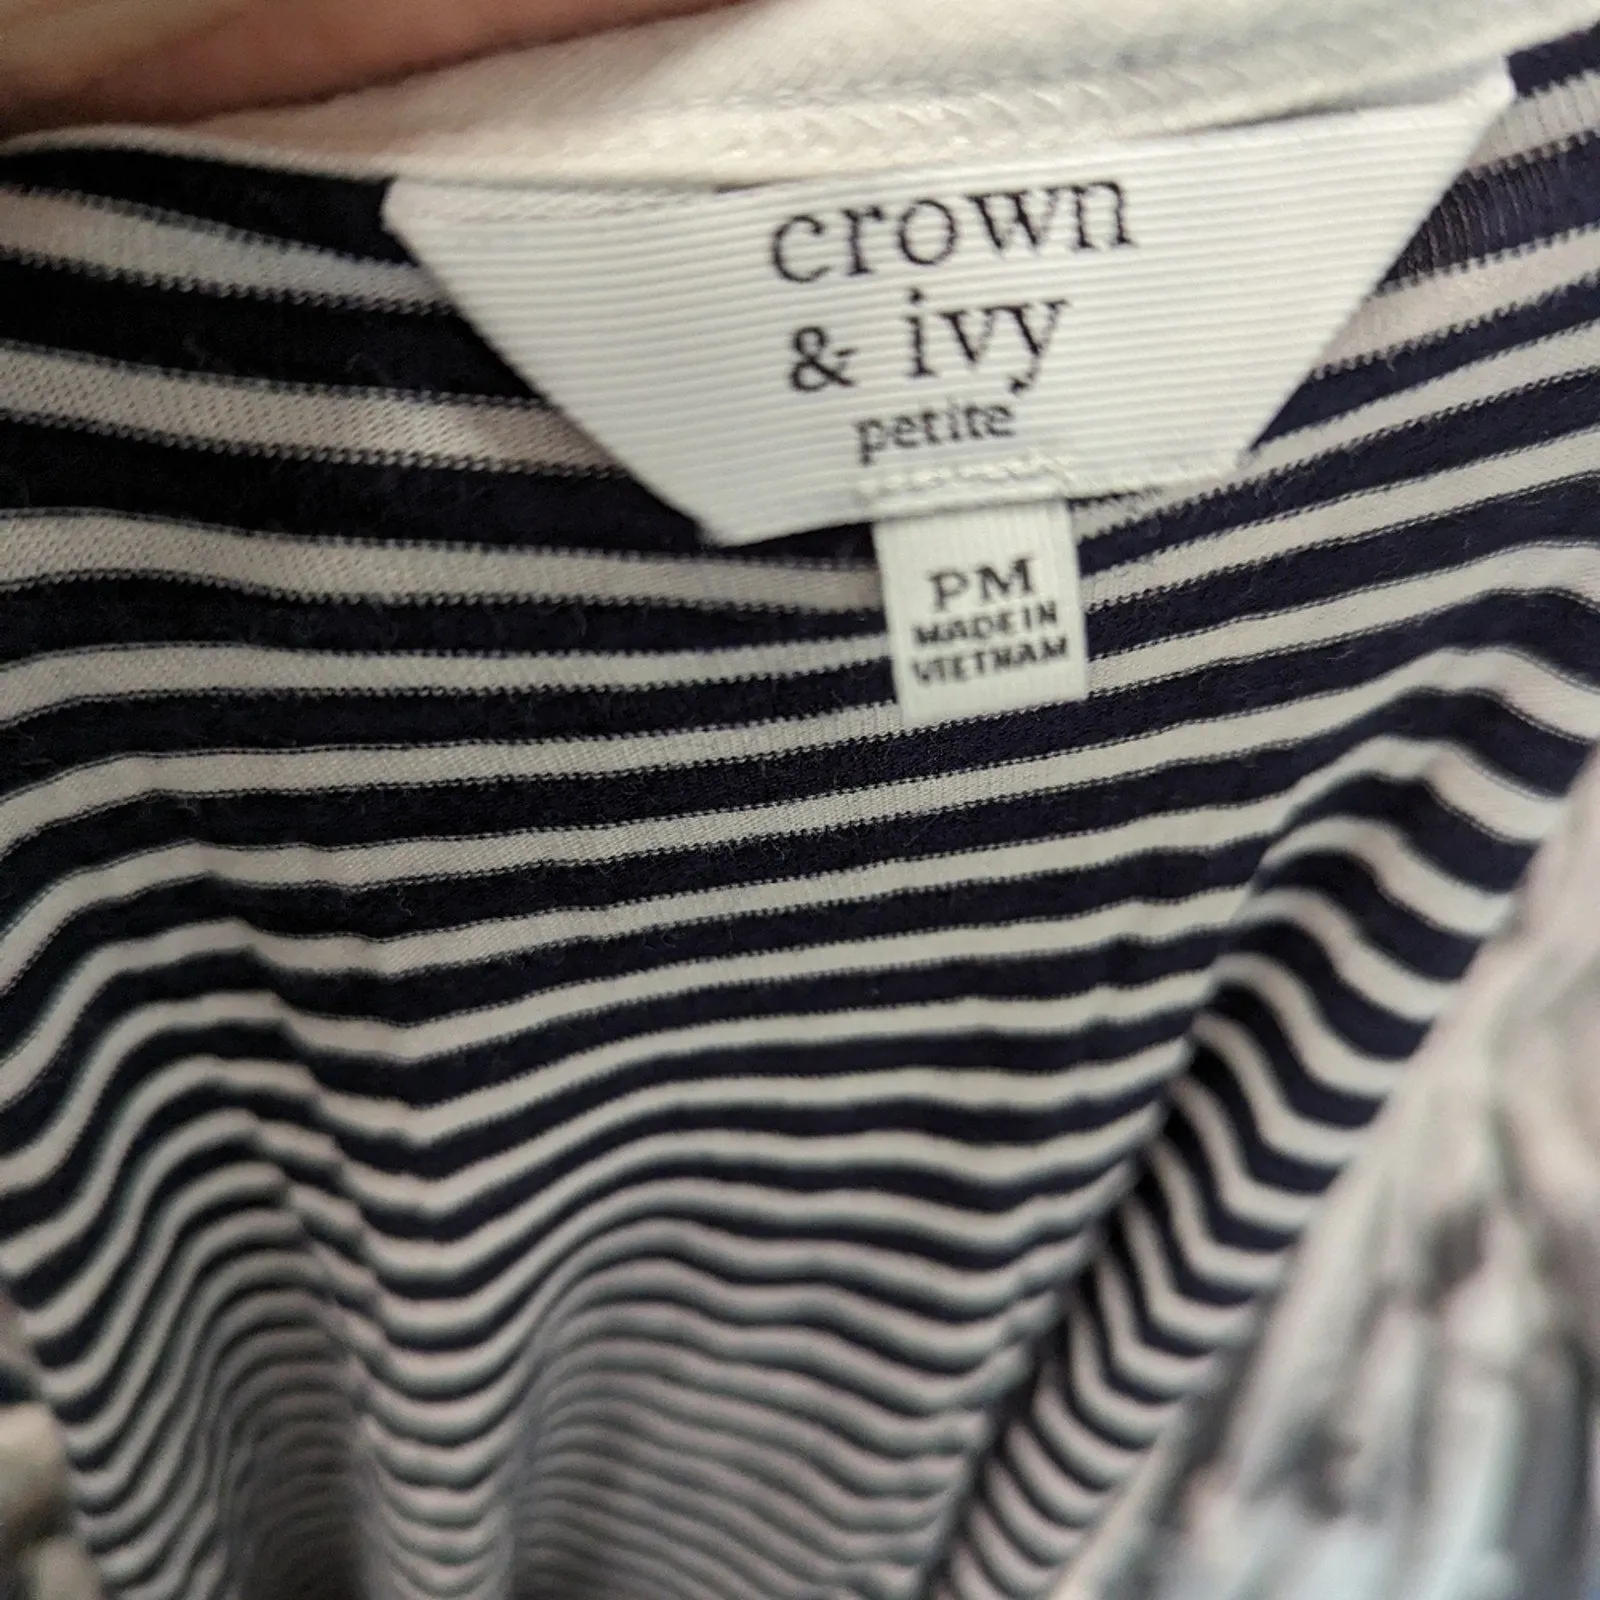 crown
& ivy
petite
PM
MADE IN
VIETNAM